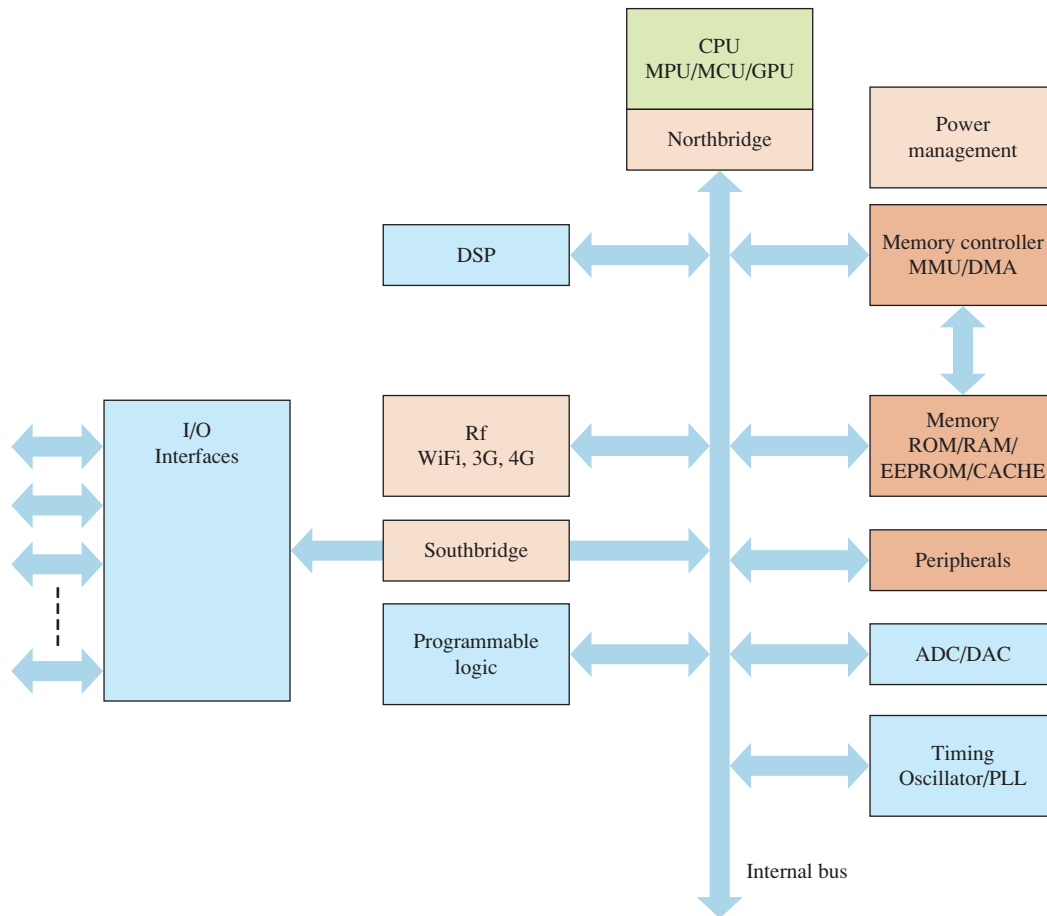 CPU
MPU/MCU/GPU
Northbridge
Power
management
DSP
Memory controller
MMU/DMA
I/O
Interfaces
Rf
WiFi, 3G, 4G
Memory
ROM/RAM/
EEPROM/CACHE
Southbridge
Peripherals
Programmable
logic
ADC/DAC
Timing
Oscillator/PLL
Internal bus